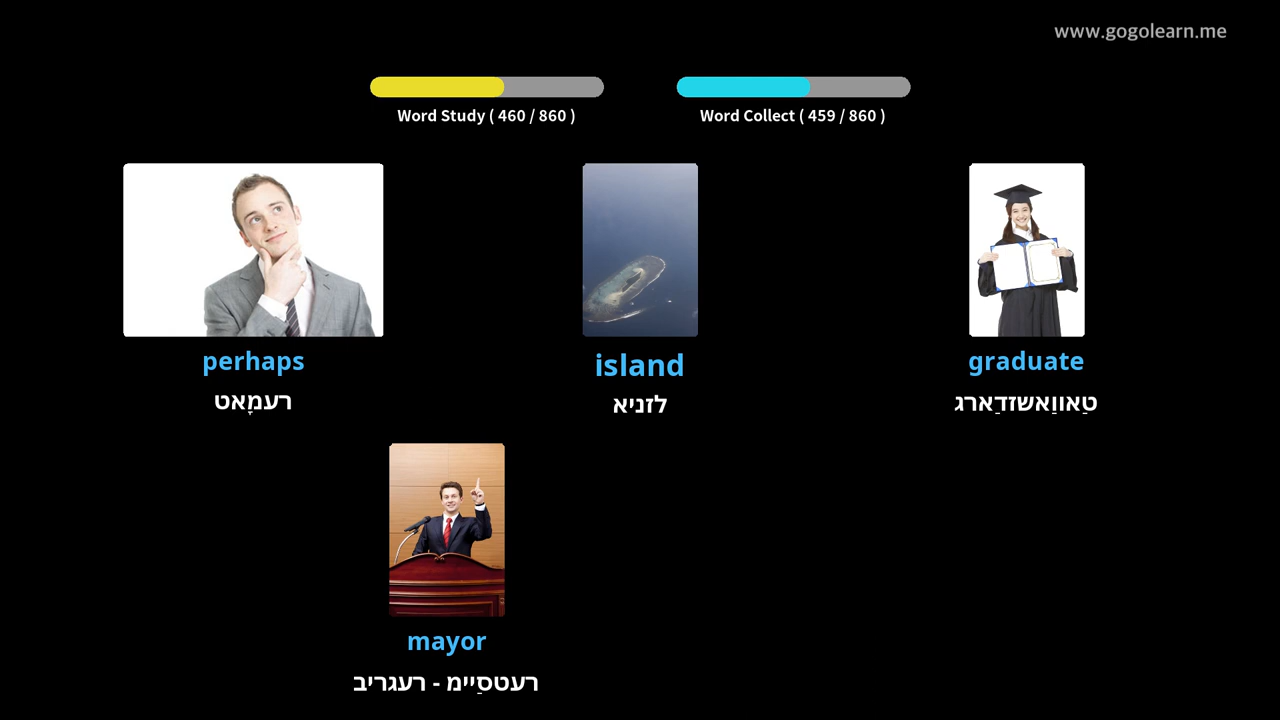 www.gogolearn.me
Word Study ( 460 / 860 )
Word Collect ( 459 / 860 )
perhaps
רעמָאט
island
לזניא
graduate
טַאווַאשזדַארג
mayor
רעטסַיימ - רעגריב